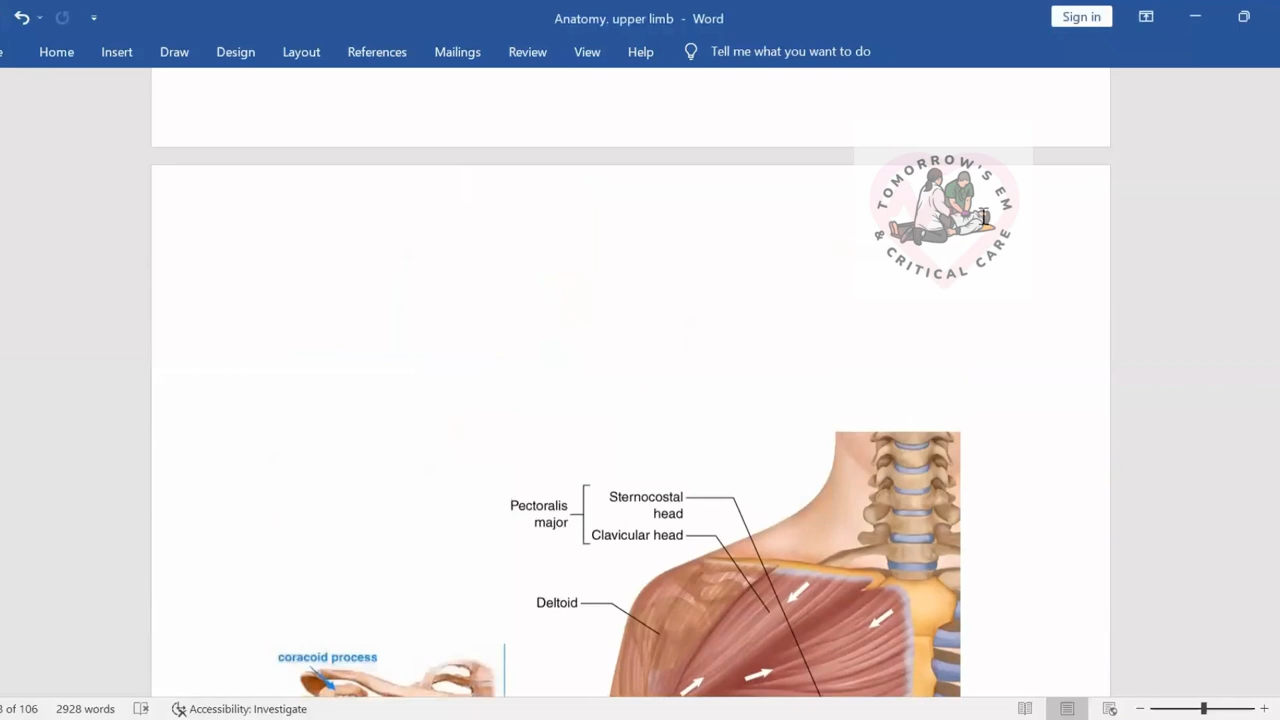 Anatomy. upper limb - Word
Sign in
Home Insert Draw Design Layout References Mailings Review View Help Tell me what you want to do
TOMORROW'S EM
& CRITICAL CARE
Pectoralis
major
Sternocostal
head
Clavicular head
Deltoid
coracoid process
of 106 2928 words Accessibility: Investigate